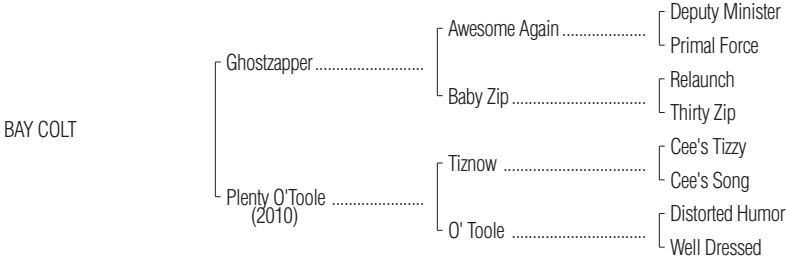 Deputy Minister
Awesome Again ....................
Primal Force
Ghostzapper .........................
Relaunch
Baby Zip ...............................
Thirty Zip
BAY COLT
Cee's Tizzy
Tiznow .................................
Cee's Song
Plenty O'Toole .....................
(2010)
Distorted Humor
O' Toole ...............................
Well Dressed